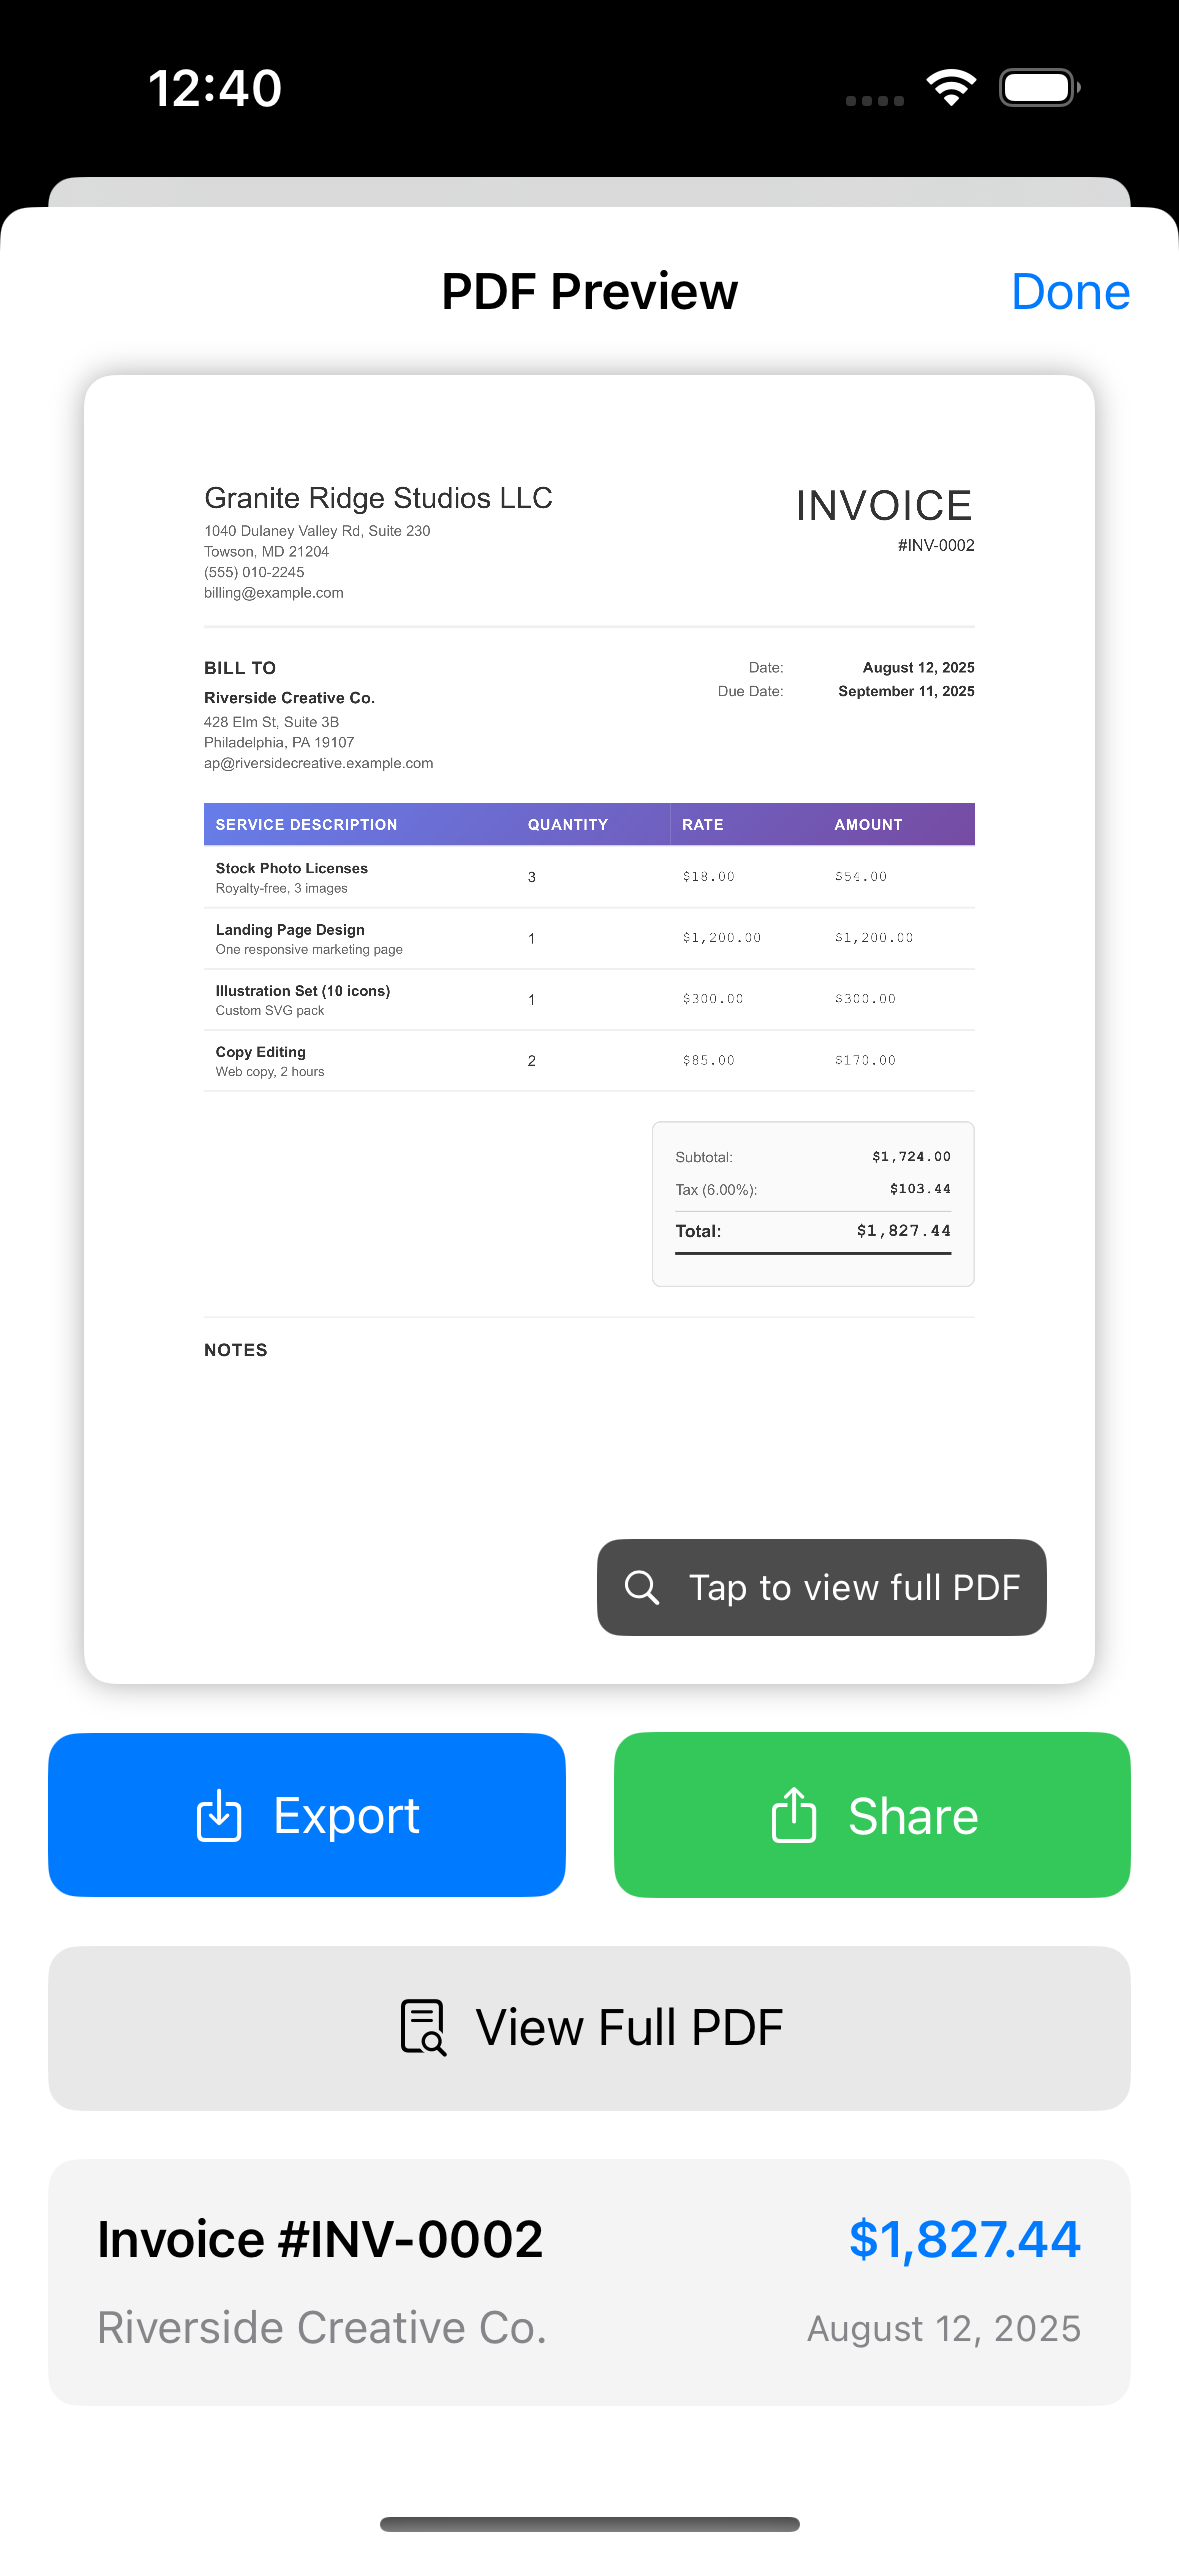 12:40
PDF Preview
Done
Granite Ridge Studios LLC
1040 Dulaney Valley Rd, Suite 230
Towson, MD 21204
(555) 010-2245
billing@example.com
INVOICE
#INV-0002
BILL TO
Riverside Creative Co.
428 Elm St, Suite 3B
Philadelphia, PA 19107
ap@riversidecreative.example.com
Date: August 12, 2025
Due Date: September 11, 2025
SERVICE DESCRIPTION QUANTITY RATE AMOUNT
Stock Photo Licenses
Royalty-free, 3 images
3 $18.00 $54.00
Landing Page Design
One responsive marketing page
1 $1,200.00 $1,200.00
Illustration Set (10 icons)
Custom SVG pack
1 $300.00 $300.00
Copy Editing
Web copy, 2 hours
2 $85.00 $170.00
Subtotal: $1,724.00
Tax (6.00%): $103.44
Total: $1,827.44
NOTES
Tap to view full PDF
Export
Share
View Full PDF
Invoice #INV-0002 $1,827.44
Riverside Creative Co. August 12, 2025